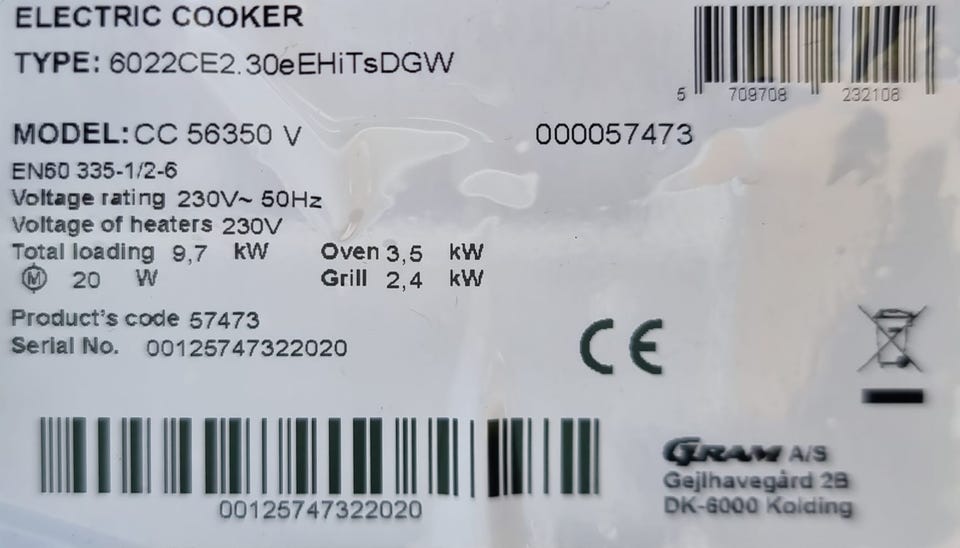 ELECTRIC COOKER
TYPE: 6022CE2.30eEHiTsDGW
5 709708 232108
MODEL: CC 56350 V 000057473
EN60 335-1/2-6
Voltage rating 230V~ 50Hz
Voltage of heaters 230V
Total loading 9,7 kW Oven 3,5 kW
M 20 W Grill 2,4 kW
Product's code 57473
Serial No. 00125747322020
CE
00125747322020
GRAM A/S
Gejlhavegård 2B
DK-6000 Kolding